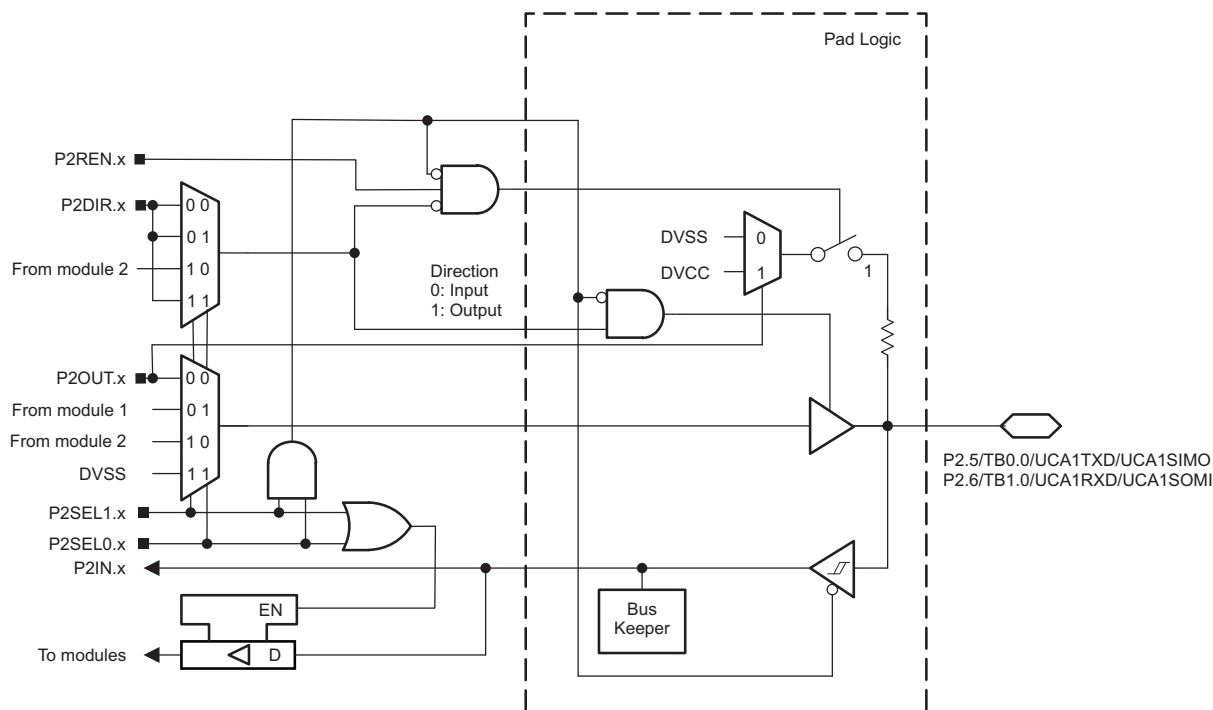 Pad Logic
P2REN.x
P2DIR.x
0 0
0 1
From module 2
1 0
1 1
Direction
0: Input
1: Output
DVSS
0
DVCC
1
1
P2OUT.x
0 0
From module 1
0 1
From module 2
1 0
DVSS
1 1
P2.5/TB0.0/UCA1TXD/UCA1SIMO
P2.6/TB1.0/UCA1RXD/UCA1SOMI
P2SEL1.x
P2SEL0.x
P2IN.x
EN
Bus
Keeper
To modules
D